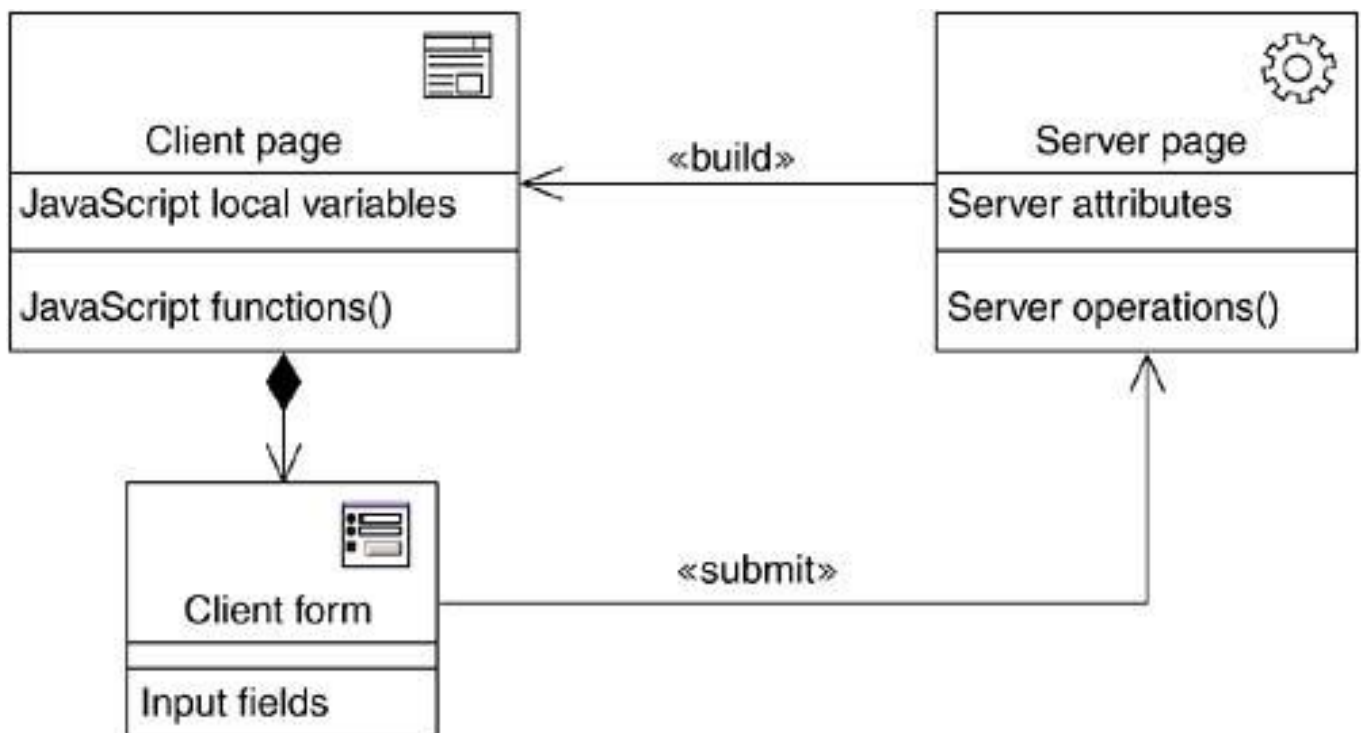 Client page
JavaScript local variables
JavaScript functions()
«build»
Server page
Server attributes
Server operations()
«submit»
Client form
Input fields